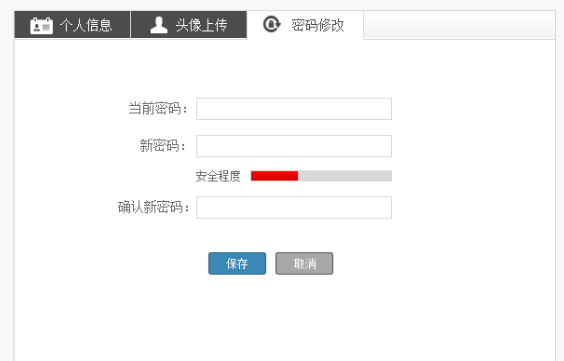 个人信息 头像上传 密码修改
当前密码：
新密码：
安全程度
确认新密码：
保存 取消